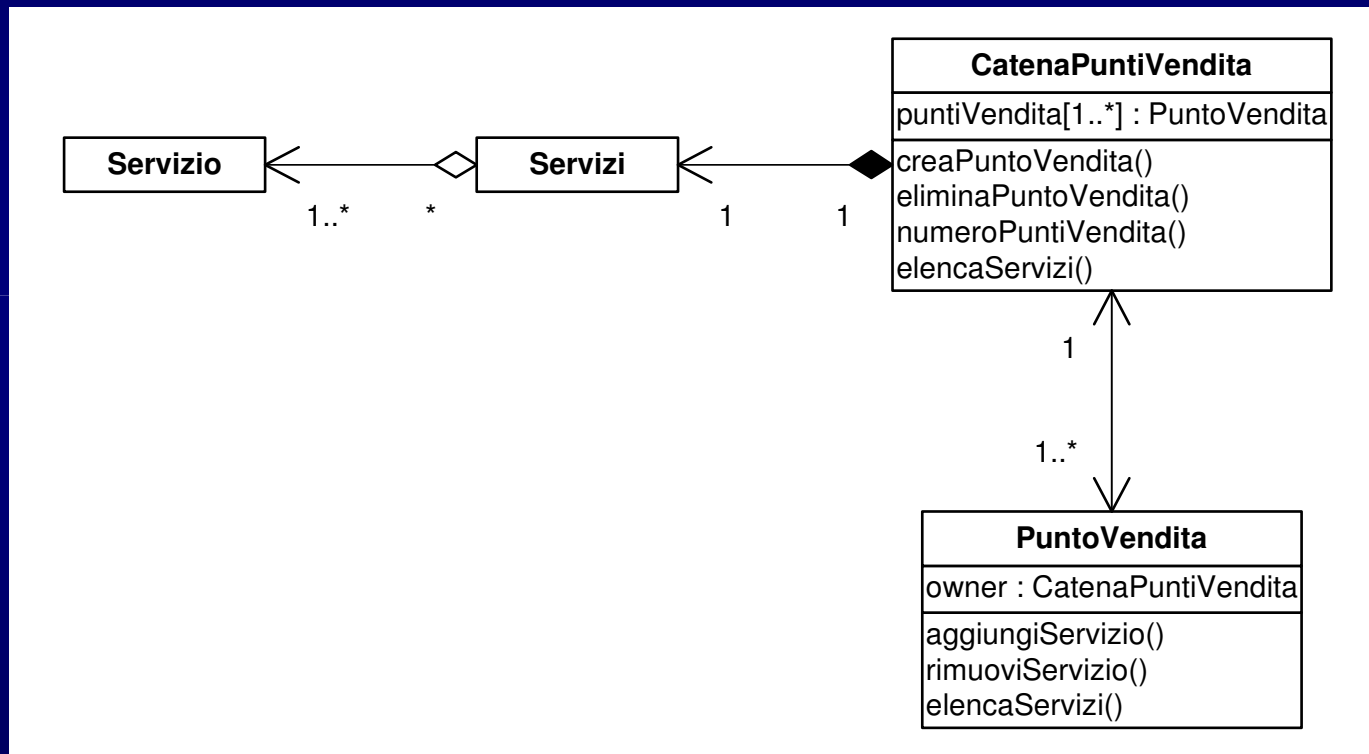 CatenaPuntiVendita
puntiVendita[1..*] : PuntoVendita
creaPuntoVendita()
eliminaPuntoVendita()
numeroPuntiVendita()
elencaServizi()
Servizio
Servizi
1..*
*
1
1
1
1..*
PuntoVendita
owner : CatenaPuntiVendita
aggiungiServizio()
rimuoviServizio()
elencaServizi()